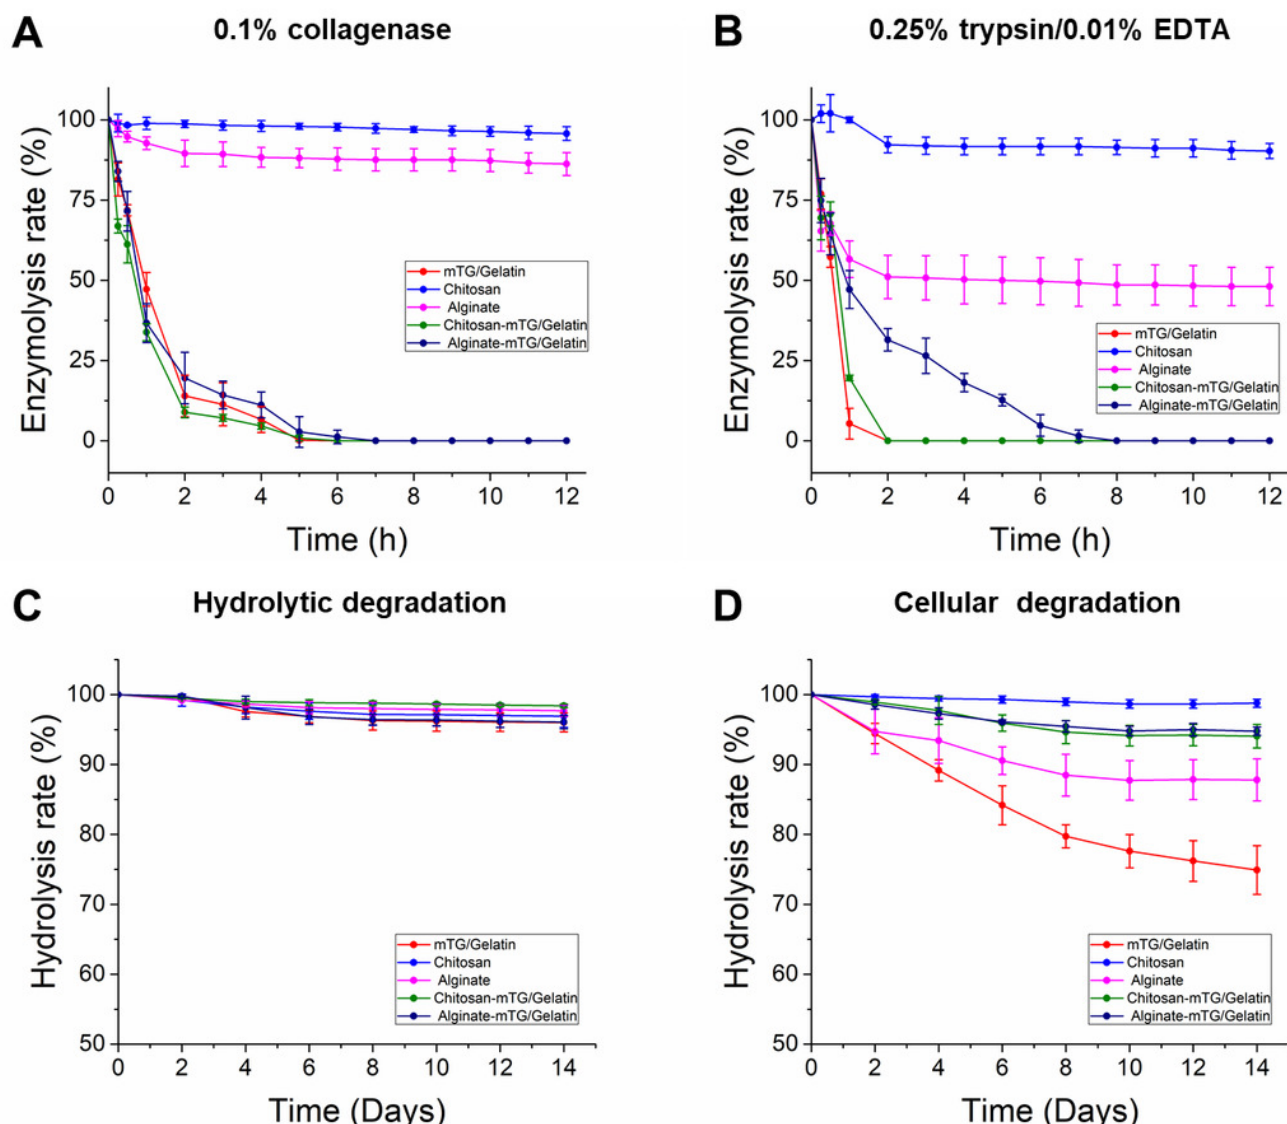 A
0.1% collagenase
Enzymolysis rate (%)
100
75
50
25
0
mTG/Gelatin
Chitosan
Alginate
Chitosan-mTG/Gelatin
Alginate-mTG/Gelatin
0 2 4 6 8 10 12
Time (h)
B
0.25% trypsin/0.01% EDTA
Enzymolysis rate (%)
100
75
50
25
0
mTG/Gelatin
Chitosan
Alginate
Chitosan-mTG/Gelatin
Alginate-mTG/Gelatin
0 2 4 6 8 10 12
Time (h)
C
Hydrolytic degradation
Hydrolysis rate (%)
100
90
80
70
60
50
mTG/Gelatin
Chitosan
Alginate
Chitosan-mTG/Gelatin
Alginate-mTG/Gelatin
0 2 4 6 8 10 12 14
Time (Days)
D
Cellular degradation
Hydrolysis rate (%)
100
90
80
70
60
50
mTG/Gelatin
Chitosan
Alginate
Chitosan-mTG/Gelatin
Alginate-mTG/Gelatin
0 2 4 6 8 10 12 14
Time (Days)